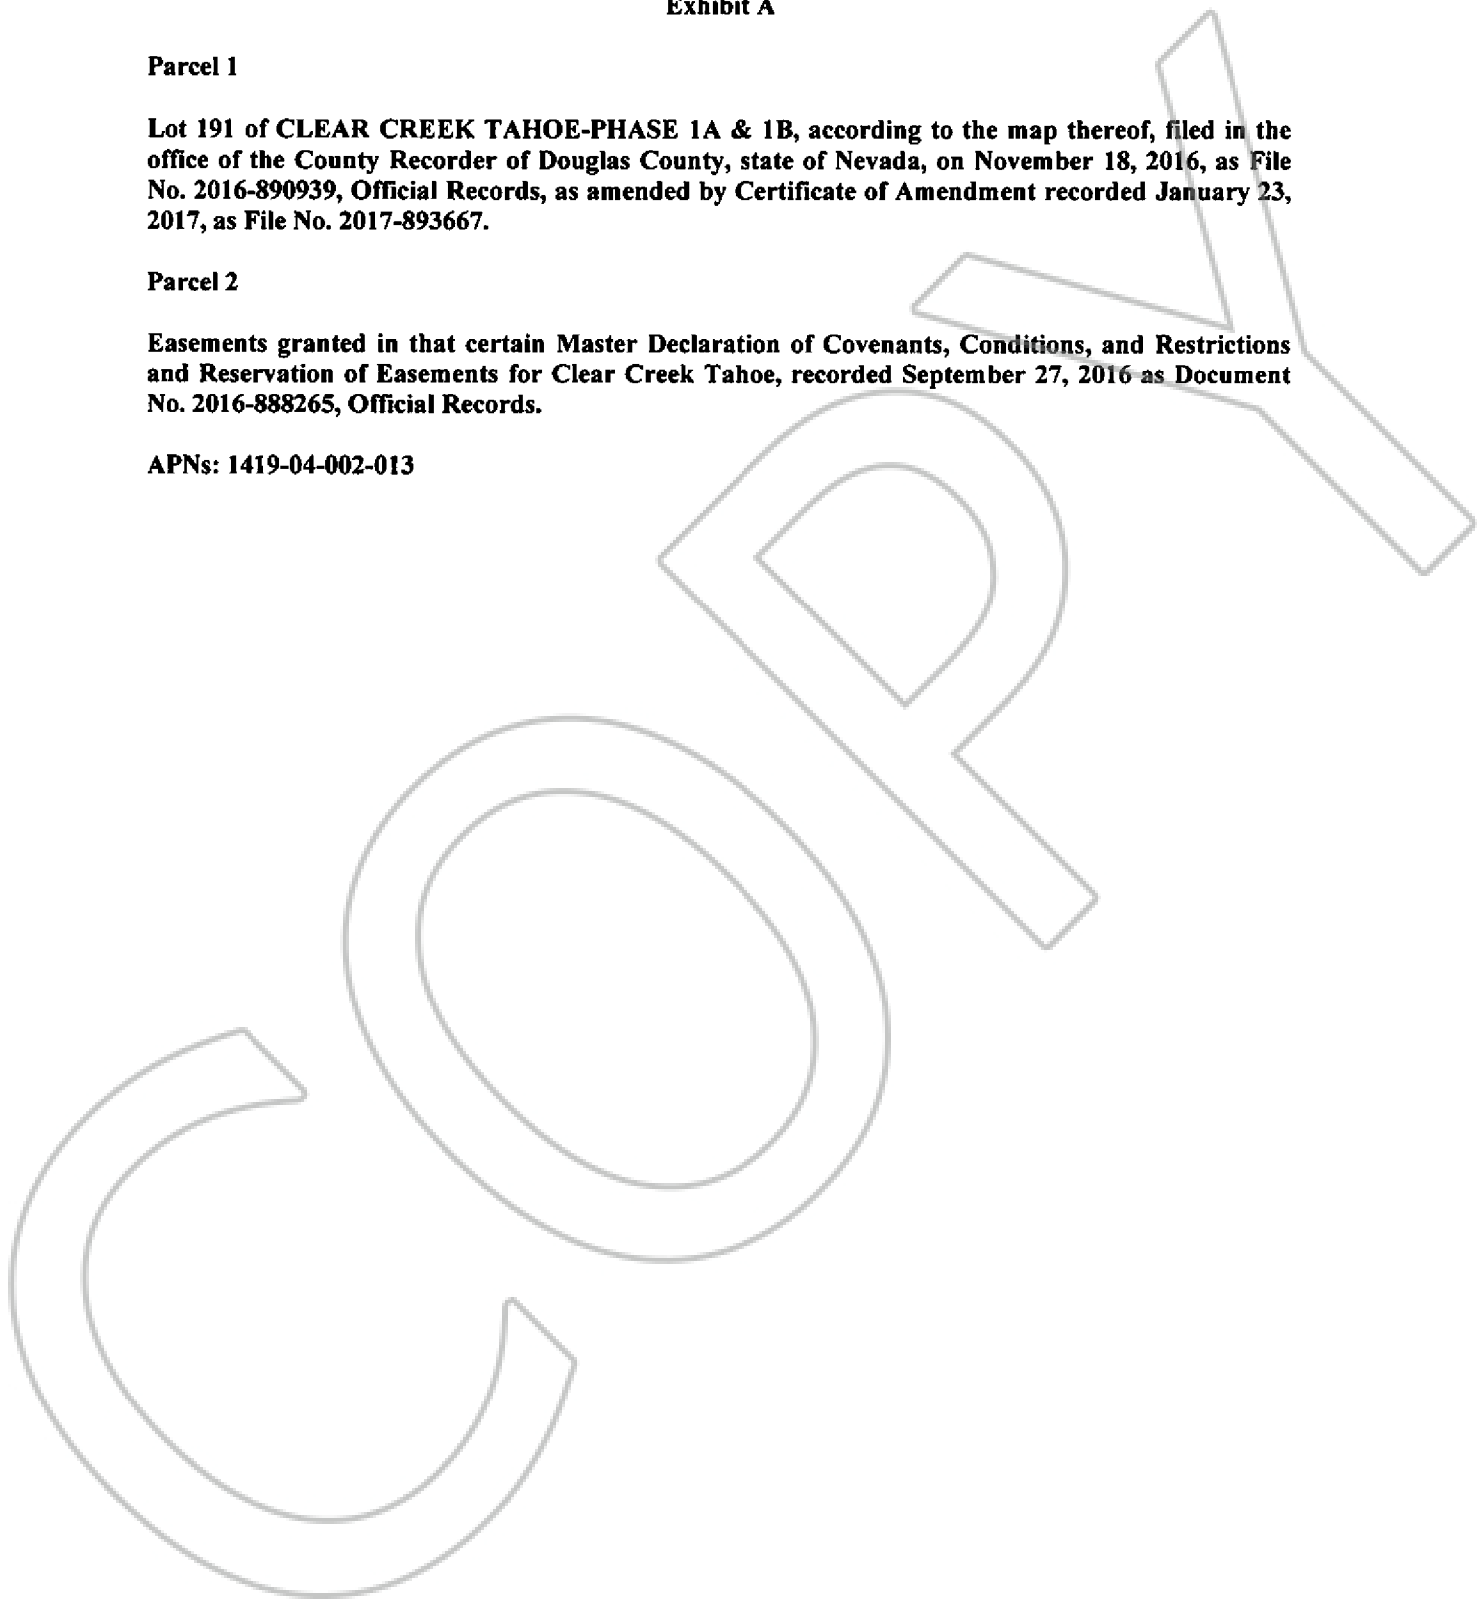 Exhibit A
Parcel 1
Lot 191 of CLEAR CREEK TAHOE-PHASE 1A & 1B, according to the map thereof, filed in the
office of the County Recorder of Douglas County, state of Nevada, on November 18, 2016, as File
No. 2016-890939, Official Records, as amended by Certificate of Amendment recorded January 23,
2017, as File No. 2017-893667.
Parcel 2
Easements granted in that certain Master Declaration of Covenants, Conditions, and Restrictions
and Reservation of Easements for Clear Creek Tahoe, recorded September 27, 2016 as Document
No. 2016-888265, Official Records.
APNs: 1419-04-002-013
COPY